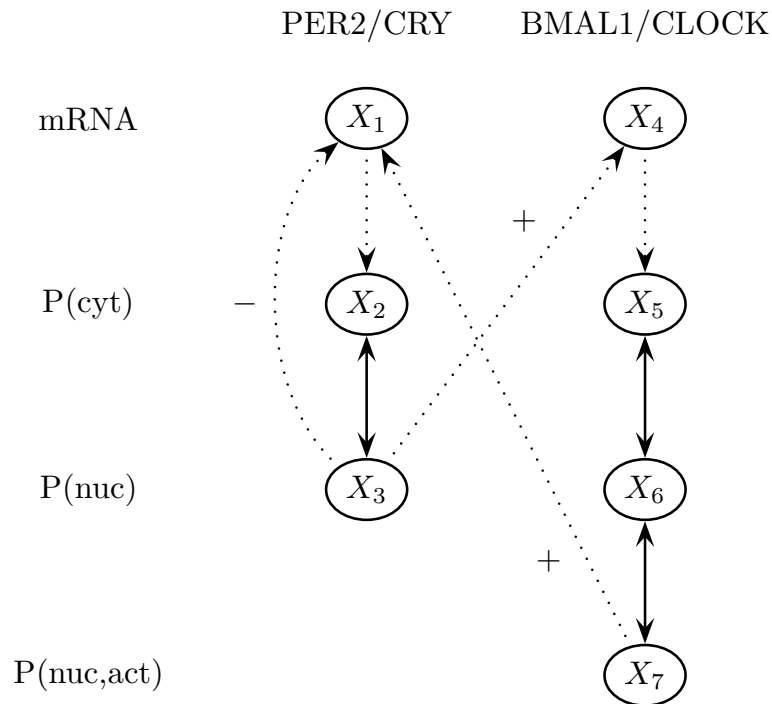 PER2/CRY BMAL1/CLOCK
mRNA X₁ X₄
+
P(cyt) − X₂ X₅
P(nuc) X₃ X₆
+
P(nuc,act) X₇